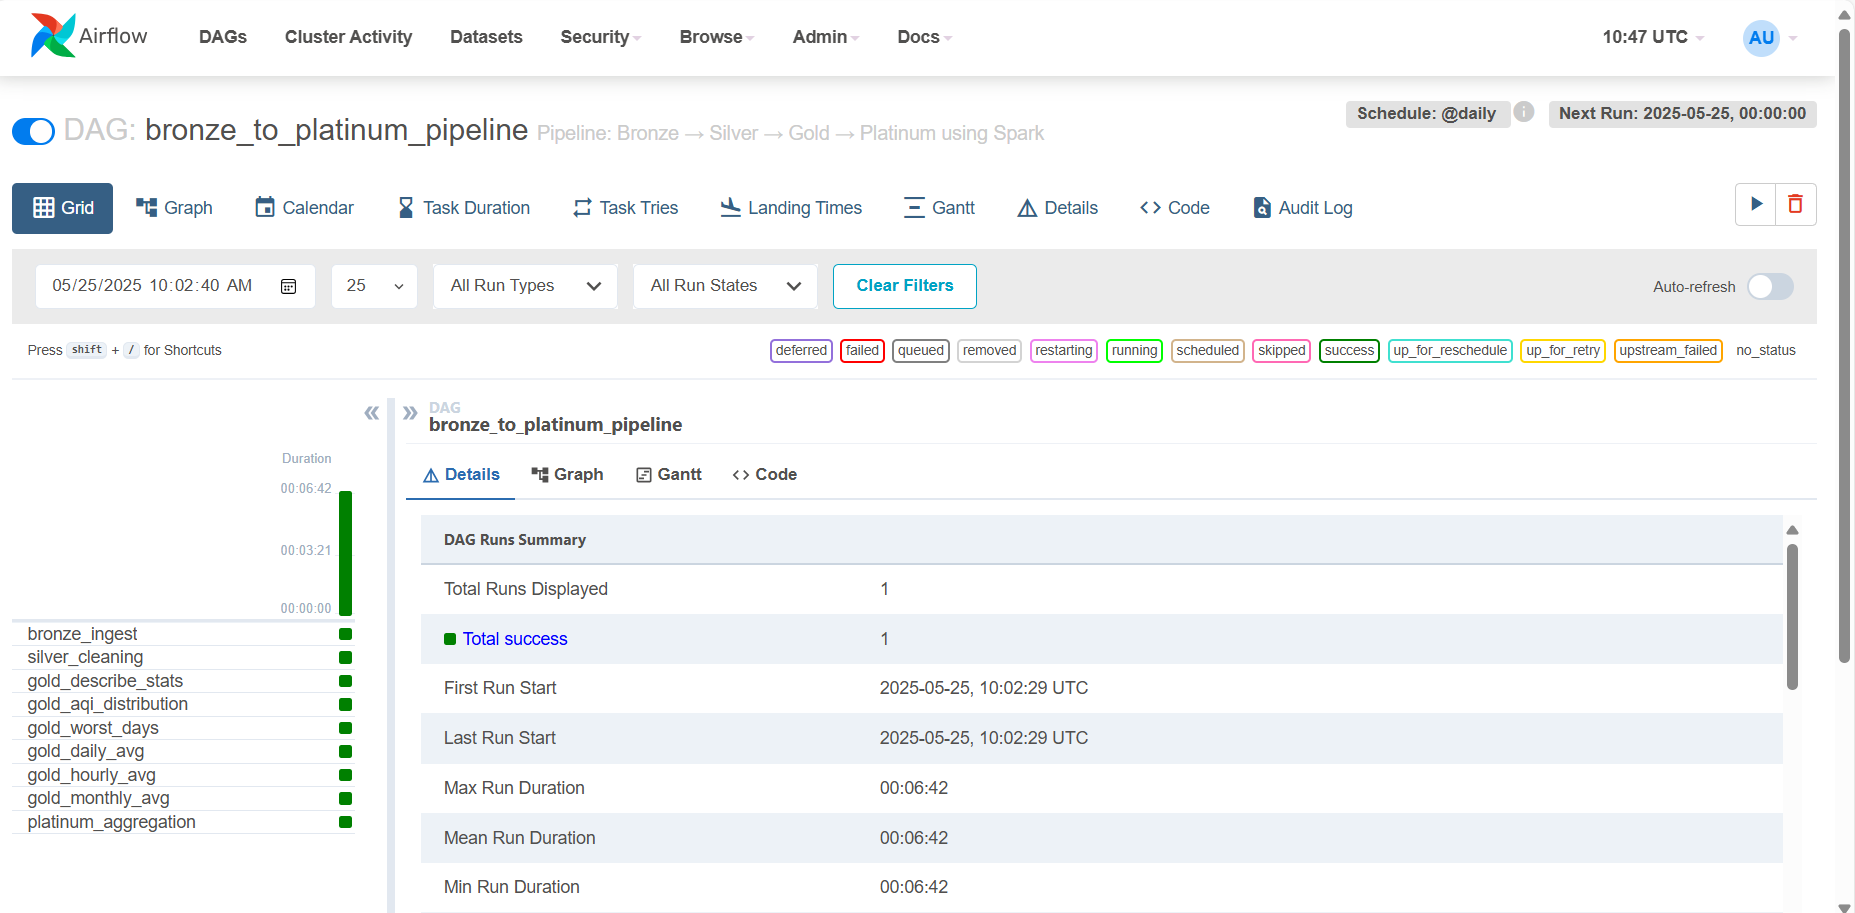 Airflow DAGs Cluster Activity Datasets Security Browse Admin Docs 10:47 UTC AU
DAG: bronze_to_platinum_pipeline Pipeline: Bronze → Silver → Gold → Platinum using Spark Schedule: @daily i Next Run: 2025-05-25, 00:00:00
Grid Graph Calendar Task Duration Task Tries Landing Times Gantt Details Code Audit Log
05/25/2025 10:02:40 AM 25 All Run Types All Run States Clear Filters Auto-refresh
Press shift + / for Shortcuts deferred failed queued removed restarting running scheduled skipped success up_for_reschedule up_for_retry upstream_failed no_status
Duration
00:06:42
00:03:21
00:00:00
bronze_ingest
silver_cleaning
gold_describe_stats
gold_aqi_distribution
gold_worst_days
gold_daily_avg
gold_hourly_avg
gold_monthly_avg
platinum_aggregation
DAG
bronze_to_platinum_pipeline
Details Graph Gantt Code
DAG Runs Summary
Total Runs Displayed 1
Total success 1
First Run Start 2025-05-25, 10:02:29 UTC
Last Run Start 2025-05-25, 10:02:29 UTC
Max Run Duration 00:06:42
Mean Run Duration 00:06:42
Min Run Duration 00:06:42